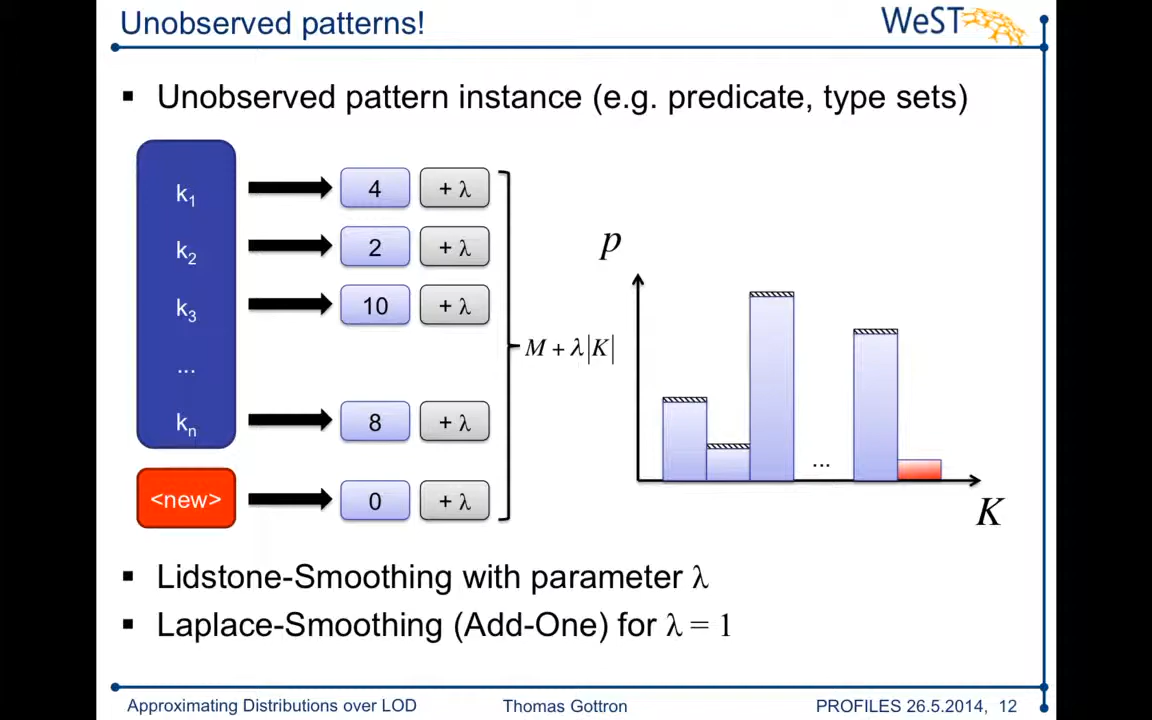 Unobserved patterns!
WeST
▪ Unobserved pattern instance (e.g. predicate, type sets)
k1 4 + λ
k2 2 + λ
k3 10 + λ
...
kn 8 + λ
<new> 0 + λ
M + λ|K|
p
...
K
▪ Lidstone-Smoothing with parameter λ
▪ Laplace-Smoothing (Add-One) for λ = 1
Approximating Distributions over LOD Thomas Gottron PROFILES 26.5.2014, 12